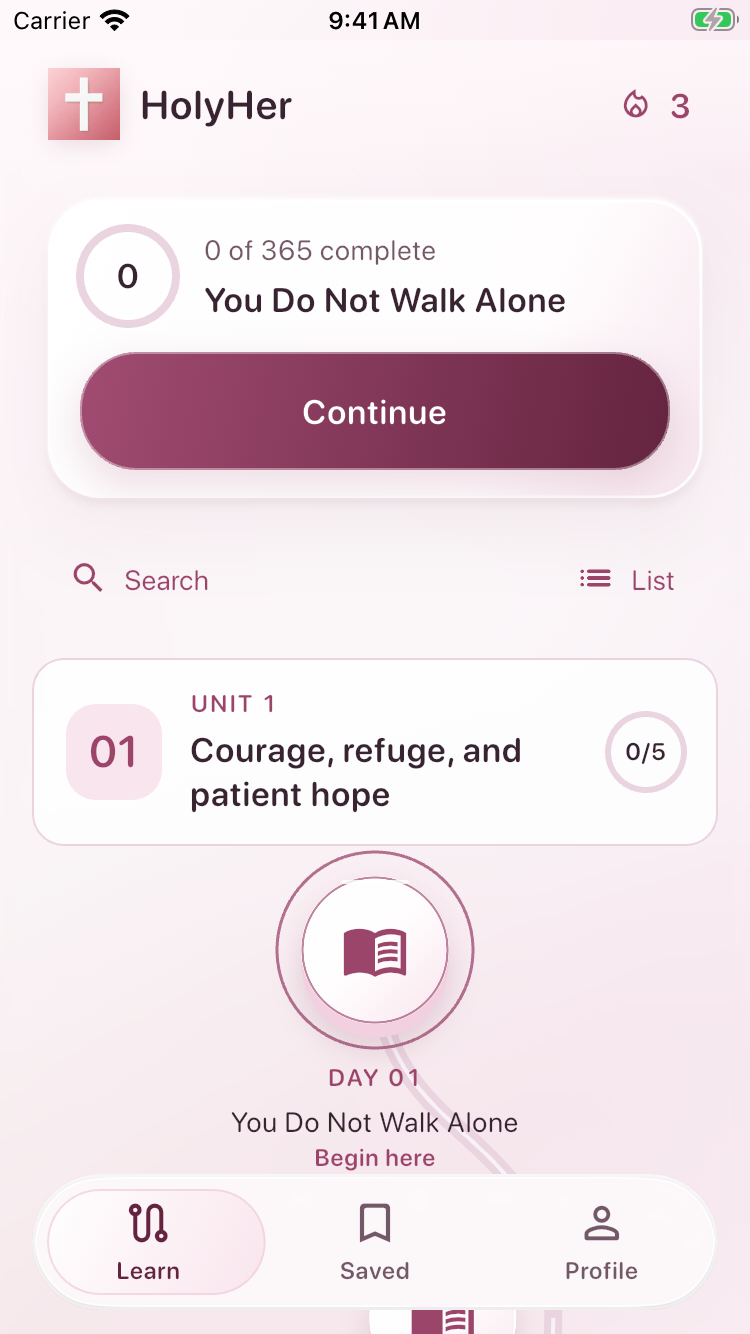 Carrier
9:41 AM
HolyHer
3
0
0 of 365 complete
You Do Not Walk Alone
Continue
Search
List
UNIT 1
01
Courage, refuge, and
patient hope
0/5
DAY 01
You Do Not Walk Alone
Begin here
Learn
Saved
Profile